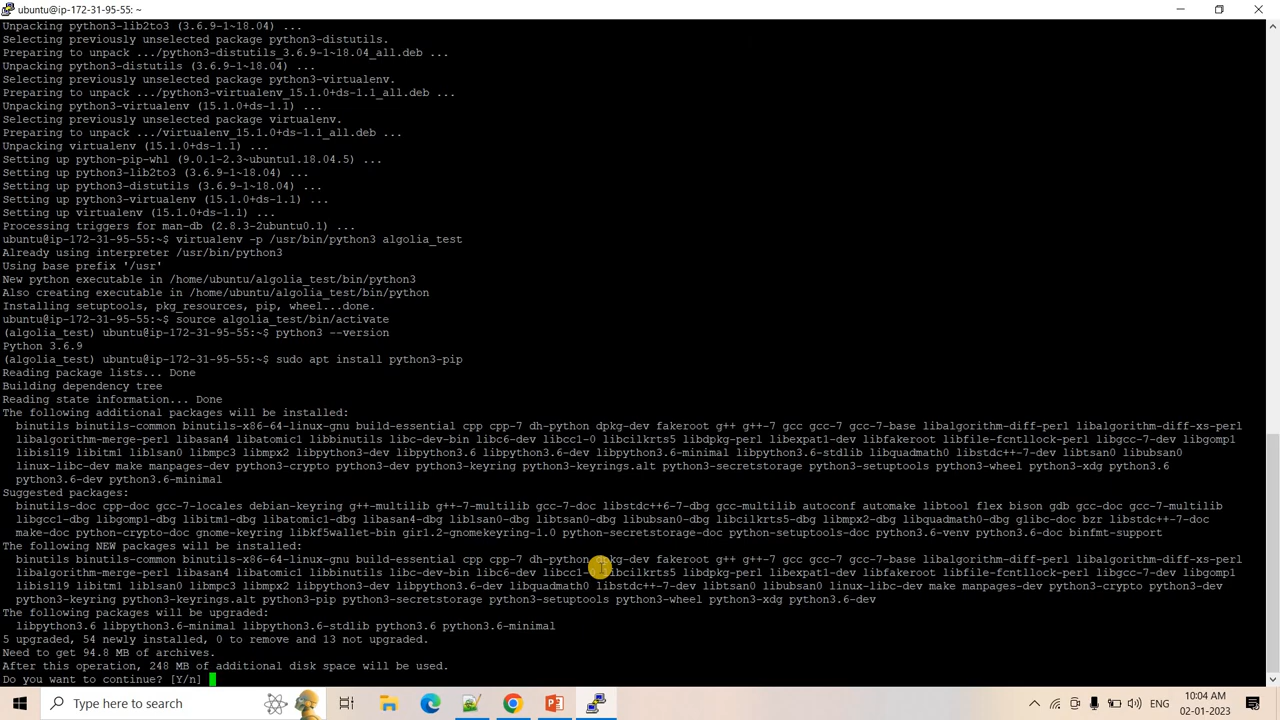 ubuntu@ip-172-31-95-55: ~
Unpacking python3-lib2to3 (3.6.9-1~18.04) ...
Selecting previously unselected package python3-distutils.
Preparing to unpack .../python3-distutils_3.6.9-1~18.04_all.deb ...
Unpacking python3-distutils (3.6.9-1~18.04) ...
Selecting previously unselected package python3-virtualenv.
Preparing to unpack .../python3-virtualenv_15.1.0+ds-1.1_all.deb ...
Unpacking python3-virtualenv (15.1.0+ds-1.1) ...
Selecting previously unselected package virtualenv.
Preparing to unpack .../virtualenv_15.1.0+ds-1.1_all.deb ...
Unpacking virtualenv (15.1.0+ds-1.1) ...
Setting up python-pip-whl (9.0.1-2.3~ubuntu1.18.04.5) ...
Setting up python3-lib2to3 (3.6.9-1~18.04) ...
Setting up python3-distutils (3.6.9-1~18.04) ...
Setting up python3-virtualenv (15.1.0+ds-1.1) ...
Setting up virtualenv (15.1.0+ds-1.1) ...
Processing triggers for man-db (2.8.3-2ubuntu0.1) ...
ubuntu@ip-172-31-95-55:~$ virtualenv -p /usr/bin/python3 algolia_test
Already using interpreter /usr/bin/python3
Using base prefix '/usr'
New python executable in /home/ubuntu/algolia_test/bin/python3
Also creating executable in /home/ubuntu/algolia_test/bin/python
Installing setuptools, pkg_resources, pip, wheel...done.
ubuntu@ip-172-31-95-55:~$ source algolia_test/bin/activate
(algolia_test) ubuntu@ip-172-31-95-55:~$ python3 --version
Python 3.6.9
(algolia_test) ubuntu@ip-172-31-95-55:~$ sudo apt install python3-pip
Reading package lists... Done
Building dependency tree
Reading state information... Done
The following additional packages will be installed:
binutils binutils-common binutils-x86-64-linux-gnu build-essential cpp cpp-7 dh-python dpkg-dev fakeroot g++ g++-7 gcc gcc-7 gcc-7-base libalgorithm-diff-perl libalgorithm-diff-xs-perl
libalgorithm-merge-perl libasan4 libatomic1 libbinutils libc-dev-bin libc6-dev libcc1-0 libcilkrts5 libdpkg-perl libexpat1-dev libfakeroot libfile-fcntllock-perl libgcc-7-dev libgomp1
libisl19 libitm1 liblsan0 libmpc3 libmpx2 libpython3-dev libpython3.6 libpython3.6-dev libpython3.6-minimal libpython3.6-stdlib libquadmath0 libstdc++-7-dev libtsan0 libubsan0
linux-libc-dev make manpages-dev python3-crypto python3-dev python3-keyring python3-keyrings.alt python3-secretstorage python3-setuptools python3-wheel python3-xdg python3.6
python3.6-dev python3.6-minimal
Suggested packages:
binutils-doc cpp-doc gcc-7-locales debian-keyring g++-multilib g++-7-multilib gcc-7-doc libstdc++6-7-dbg gcc-multilib autoconf automake libtool flex bison gdb gcc-doc gcc-7-multilib
libgcc1-dbg libgomp1-dbg libitm1-dbg libatomic1-dbg libasan4-dbg liblsan0-dbg libtsan0-dbg libubsan0-dbg libcilkrts5-dbg libmpx2-dbg libquadmath0-dbg glibc-doc bzr libstdc++-7-doc
make-doc python-crypto-doc gnome-keyring libkf5wallet-bin gir1.2-gnomekeyring-1.0 python-secretstorage-doc python-setuptools-doc python3.6-venv python3.6-doc binfmt-support
The following NEW packages will be installed:
binutils binutils-common binutils-x86-64-linux-gnu build-essential cpp cpp-7 dh-python dpkg-dev fakeroot g++ g++-7 gcc gcc-7 gcc-7-base libalgorithm-diff-perl libalgorithm-diff-xs-perl
libalgorithm-merge-perl libasan4 libatomic1 libbinutils libc-dev-bin libc6-dev libcc1-0 libcilkrts5 libdpkg-perl libexpat1-dev libfakeroot libfile-fcntllock-perl libgcc-7-dev libgomp1
libisl19 libitm1 liblsan0 libmpc3 libmpx2 libpython3-dev libpython3.6-dev libquadmath0 libstdc++-7-dev libtsan0 libubsan0 linux-libc-dev make manpages-dev python3-crypto python3-dev
python3-keyring python3-keyrings.alt python3-pip python3-secretstorage python3-setuptools python3-wheel python3-xdg python3.6-dev
The following packages will be upgraded:
libpython3.6 libpython3.6-minimal libpython3.6-stdlib python3.6 python3.6-minimal
5 upgraded, 54 newly installed, 0 to remove and 13 not upgraded.
Need to get 94.8 MB of archives.
After this operation, 248 MB of additional disk space will be used.
Do you want to continue? [Y/n]
Type here to search
ENG
10:04 AM
02-01-2023